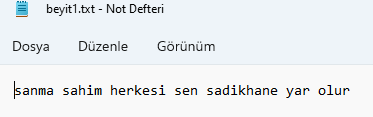 beyit1.txt - Not Defteri
Dosya Düzenle Görünüm
sanma sahim herkesi sen sadikhane yar olur